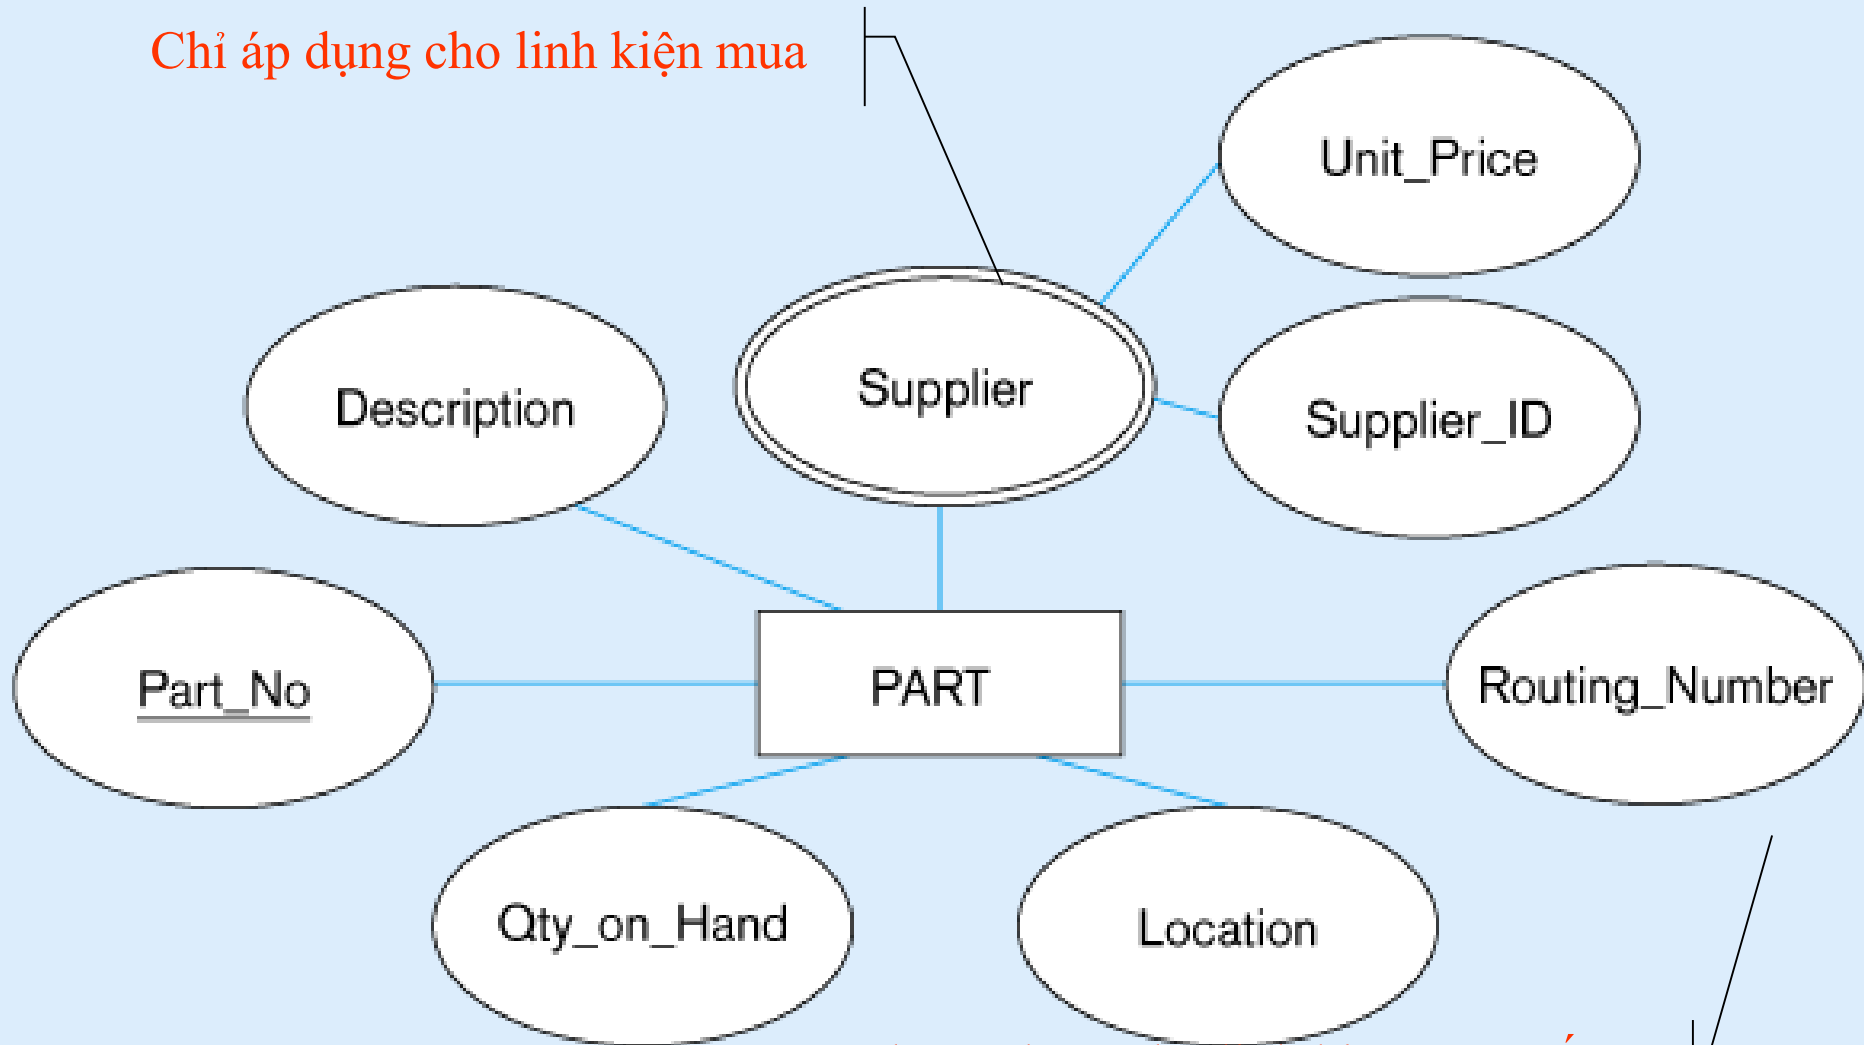 Chỉ áp dụng cho linh kiện mua
Unit_Price
Supplier
Description
Supplier_ID
Part_No
PART
Routing_Number
Qty_on_Hand
Location